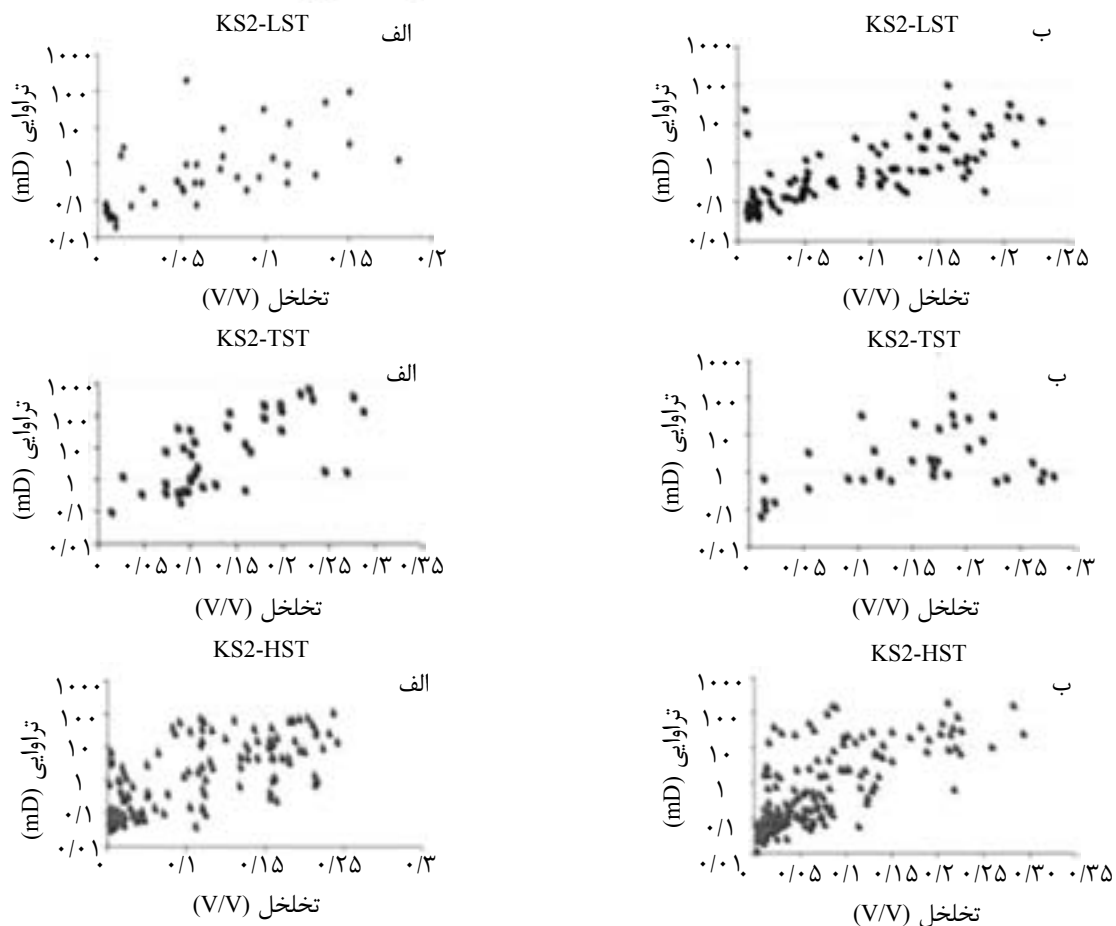 KS2-LST
الف
۱۰۰۰
۱۰۰
۱۰
۱
۰/۱
۰/۰۱
تراوایی (mD)
۰ ۰/۰۵ ۰/۱ ۰/۱۵ ۰/۲
تخلخل (V/V)
KS2-LST
ب
۱۰۰۰
۱۰۰
۱۰
۱
۰/۱
۰/۰۱
تراوایی (mD)
۰ ۰/۰۵ ۰/۱ ۰/۱۵ ۰/۲ ۰/۲۵
تخلخل (V/V)
KS2-TST
الف
۱۰۰۰
۱۰۰
۱۰
۱
۰/۱
۰/۰۱
تراوایی (mD)
۰ ۰/۰۵ ۰/۱ ۰/۱۵ ۰/۲ ۰/۲۵ ۰/۳ ۰/۳۵
تخلخل (V/V)
KS2-TST
ب
۱۰۰۰
۱۰۰
۱۰
۱
۰/۱
۰/۰۱
تراوایی (mD)
۰ ۰/۰۵ ۰/۱ ۰/۱۵ ۰/۲ ۰/۲۵ ۰/۳
تخلخل (V/V)
KS2-HST
الف
۱۰۰۰
۱۰۰
۱۰
۱
۰/۱
۰/۰۱
تراوایی (mD)
۰ ۰/۱ ۰/۱۵ ۰/۲۵ ۰/۳
تخلخل (V/V)
KS2-HST
ب
۱۰۰۰
۱۰۰
۱۰
۱
۰/۱
۰/۰۱
تراوایی (mD)
۰ ۰/۰۵ ۰/۱ ۰/۱۵ ۰/۲ ۰/۲۵ ۰/۳۰ ۰/۳۵
تخلخل (V/V)